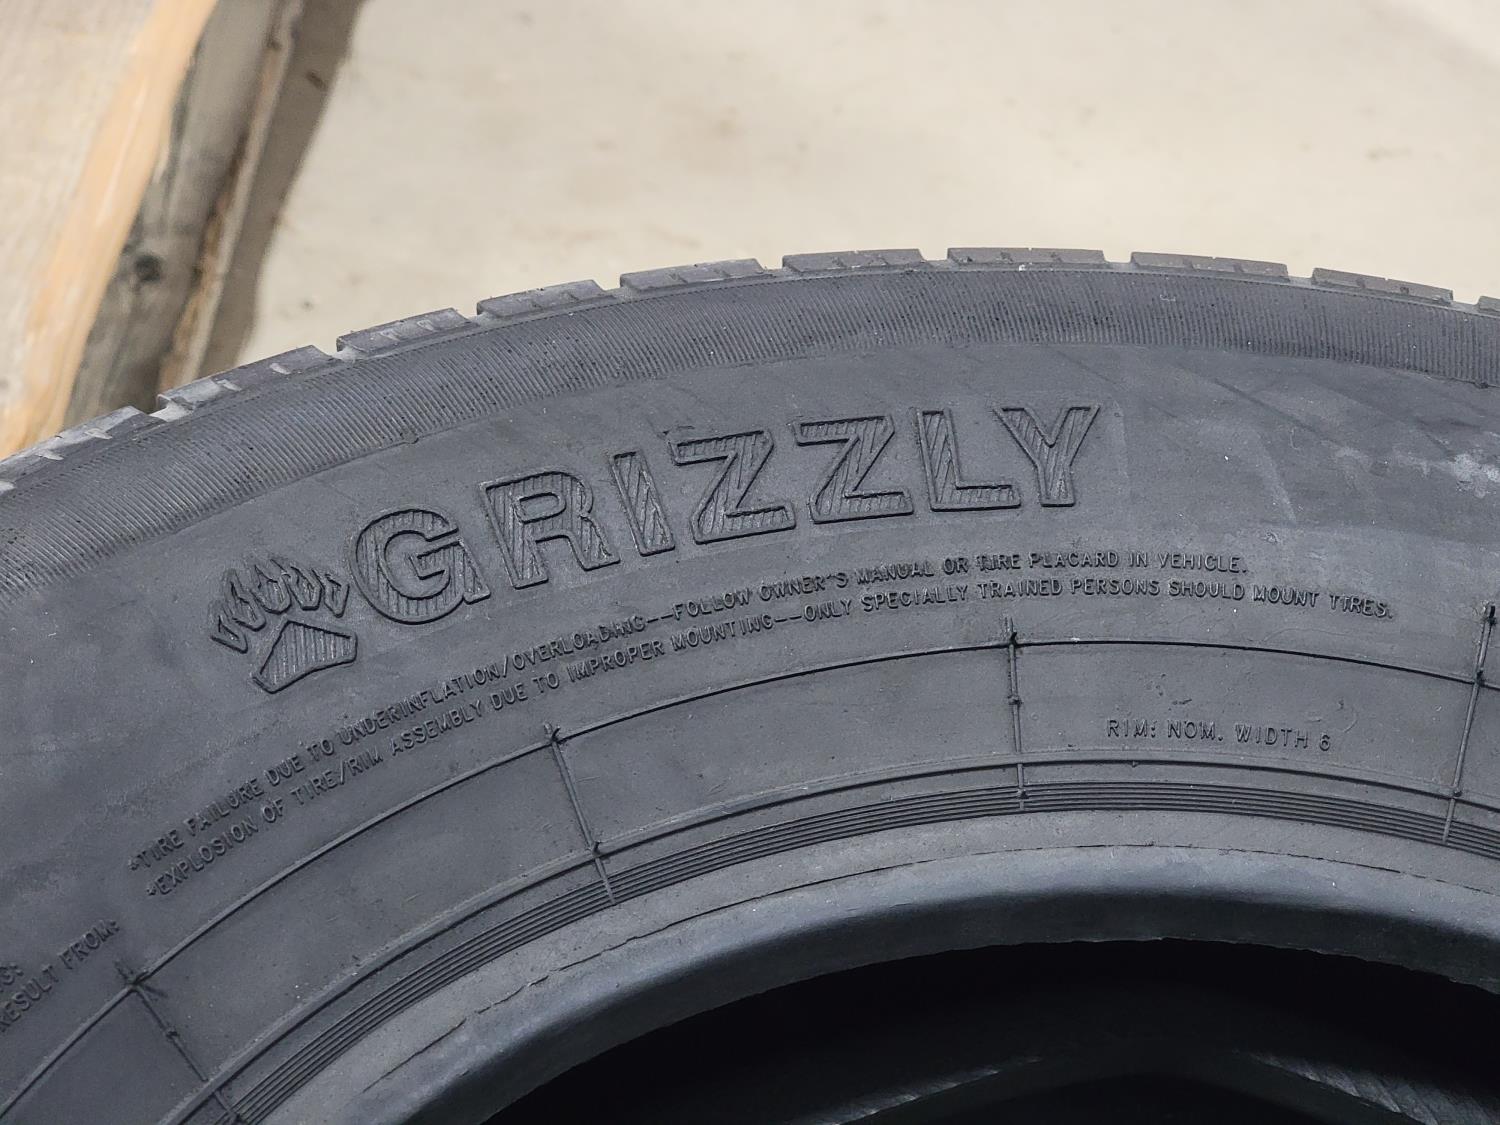 GRIZZLY
•TIRE FAILURE DUE TO UNDERINFLATION/OVERLOADING--FOLLOW OWNER'S MANUAL OR TIRE PLACARD IN VEHICLE.
•EXPLOSION OF TIRE/RIM ASSEMBLY DUE TO IMPROPER MOUNTING--ONLY SPECIALLY TRAINED PERSONS SHOULD MOUNT TIRES.
RESULT FROM:
RIM: NOM. WIDTH 6